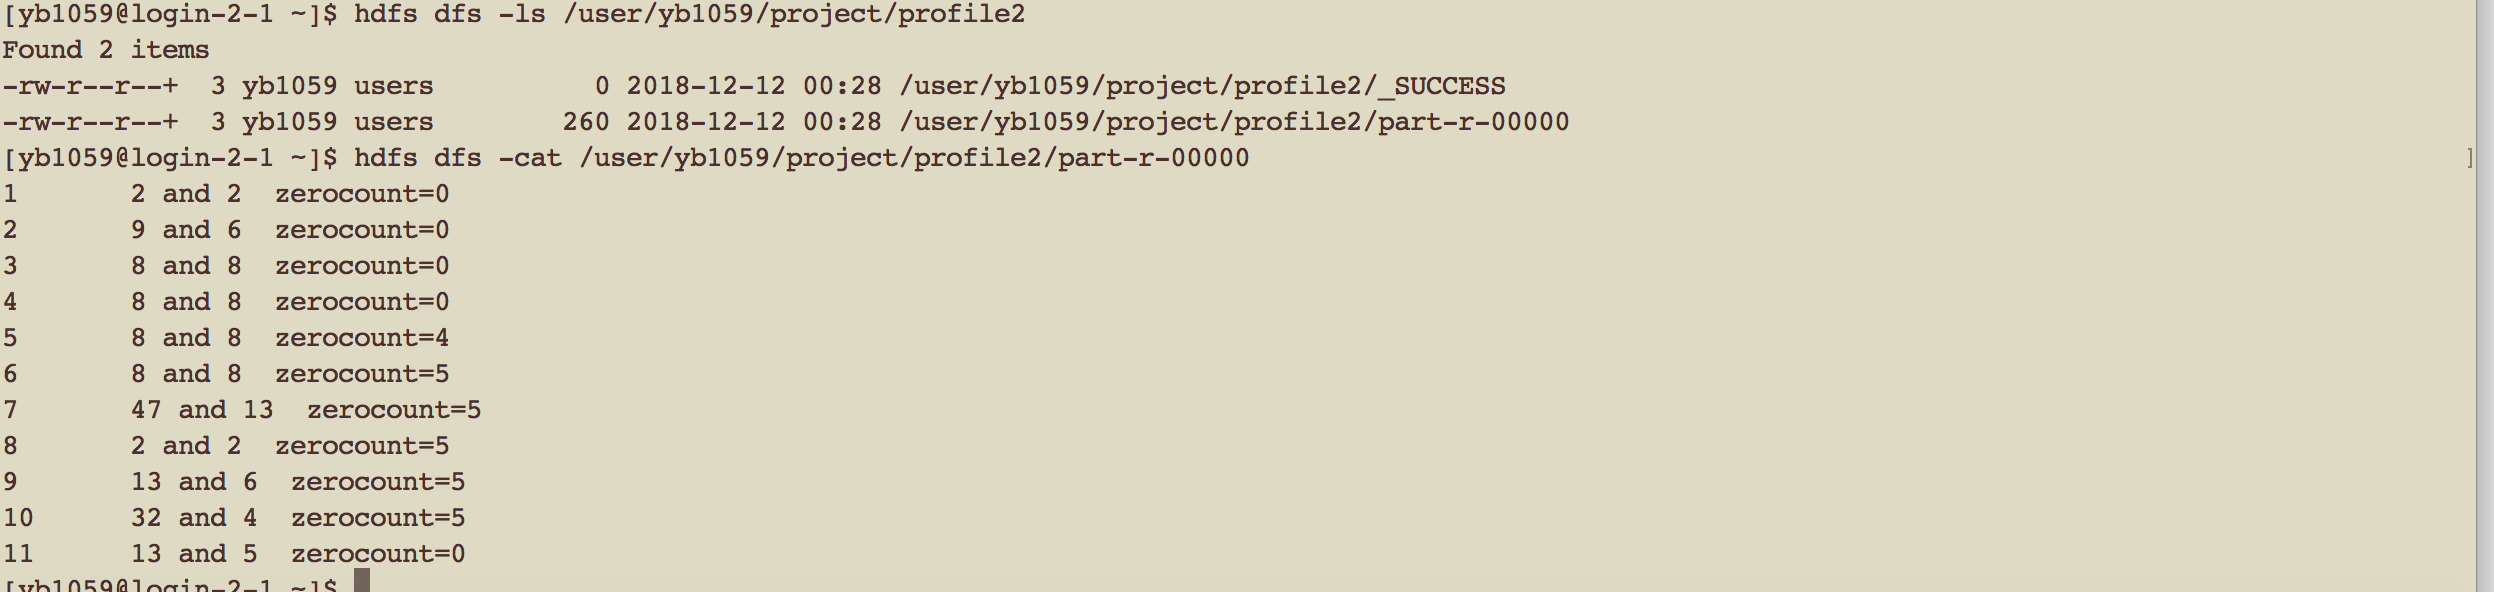 [yb1059@login-2-1 ~]$ hdfs dfs -ls /user/yb1059/project/profile2
Found 2 items
-rw-r--r--+  3 yb1059 users          0 2018-12-12 00:28 /user/yb1059/project/profile2/_SUCCESS
-rw-r--r--+  3 yb1059 users        260 2018-12-12 00:28 /user/yb1059/project/profile2/part-r-00000
[yb1059@login-2-1 ~]$ hdfs dfs -cat /user/yb1059/project/profile2/part-r-00000 ]
1       2 and 2  zerocount=0
2       9 and 6  zerocount=0
3       8 and 8  zerocount=0
4       8 and 8  zerocount=0
5       8 and 8  zerocount=4
6       8 and 8  zerocount=5
7       47 and 13  zerocount=5
8       2 and 2  zerocount=5
9       13 and 6  zerocount=5
10      32 and 4  zerocount=5
11      13 and 5  zerocount=0
[yb1059@login-2-1 ~]$